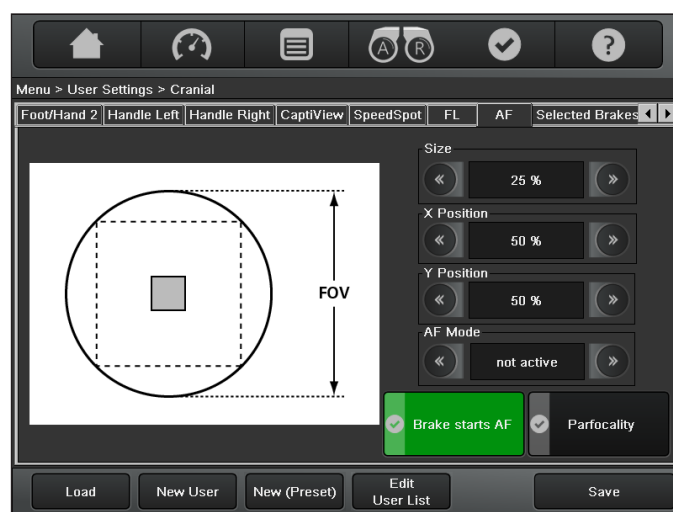 A R ?
Menu > User Settings > Cranial
Foot/Hand 2 Handle Left Handle Right CaptiView SpeedSpot FL AF Selected Brakes
Size
25 %
X Position
50 %
Y Position
50 %
AF Mode
not active
FOV
Brake starts AF Parfocality
Load New User New (Preset) Edit
User List Save